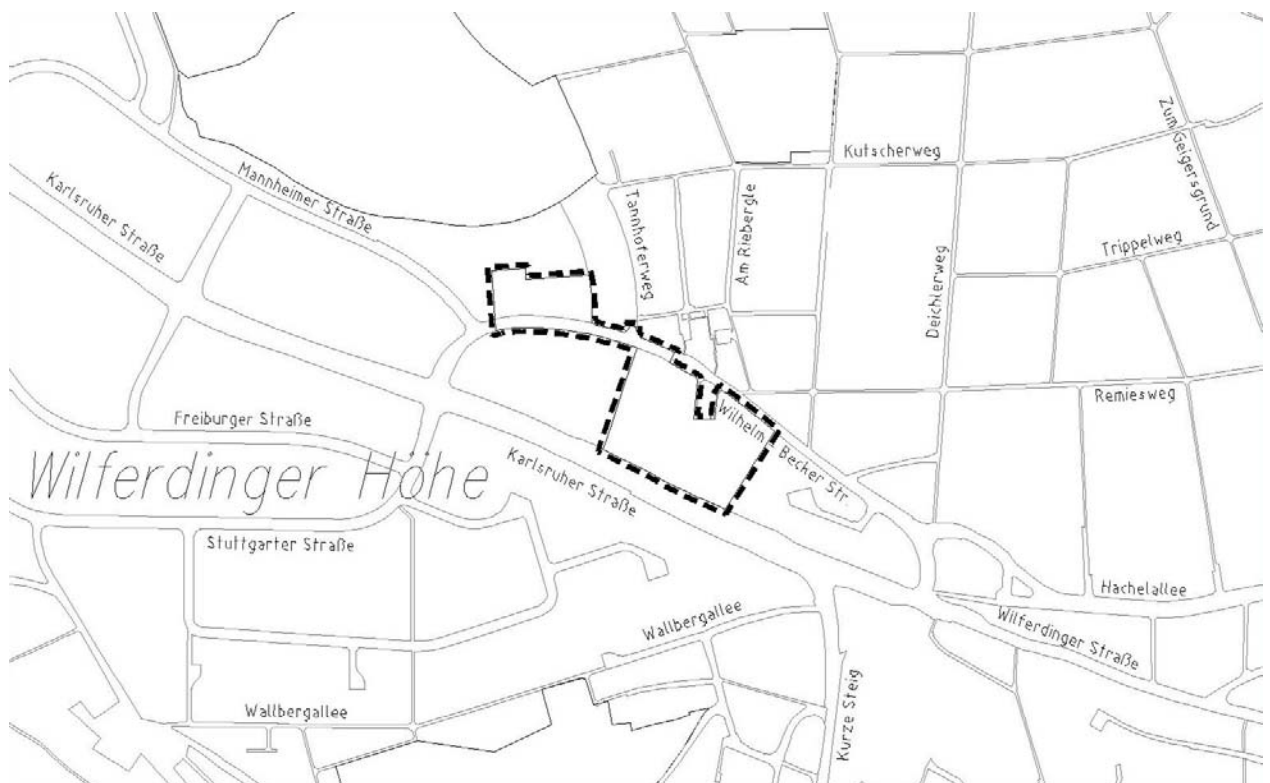 Kutscherweg
Zum Geigersgrund
Mannheimer Straße
Karlsruher Straße
Tannhoferweg
Am Riebergle
Trippelweg
Deichlerweg
Remiesweg
Freiburger Straße
Wilhelm Becker Str.
Karlsruher Straße
Wilferdinger Höhe
Stuttgarter Straße
Hachelallee
Wallbergallee
Wilferdinger Straße
Kurze Steig
Wallbergallee